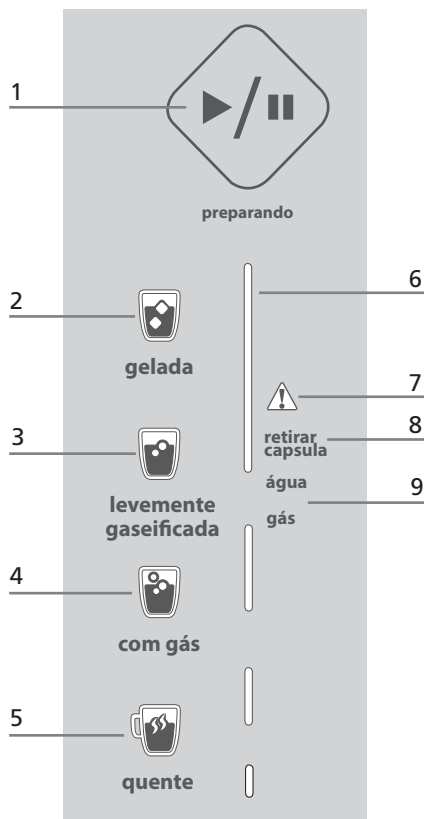 1
preparando
6
2
gelada
7
3
retirar
capsula
8
água
9
levemente
gaseificada
gás
4
com gás
5
quente